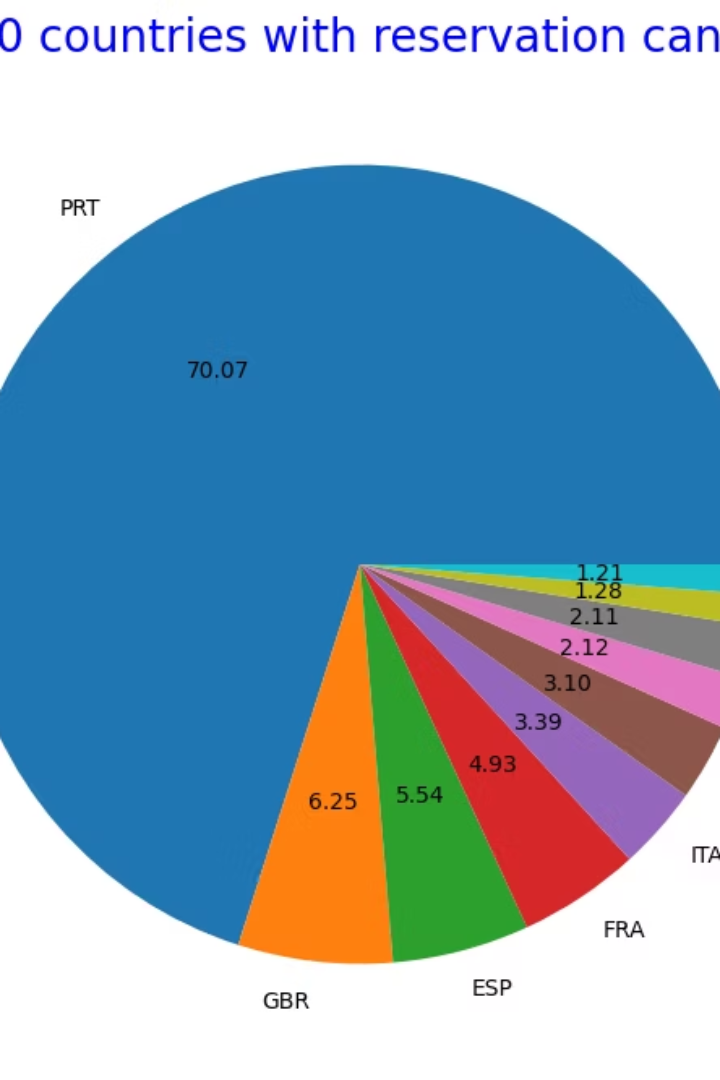 0 countries with reservation can
PRT
70.07
1.21
1.28
2.11
2.12
3.10
3.39
4.93
5.54
6.25
ITA
FRA
ESP
GBR